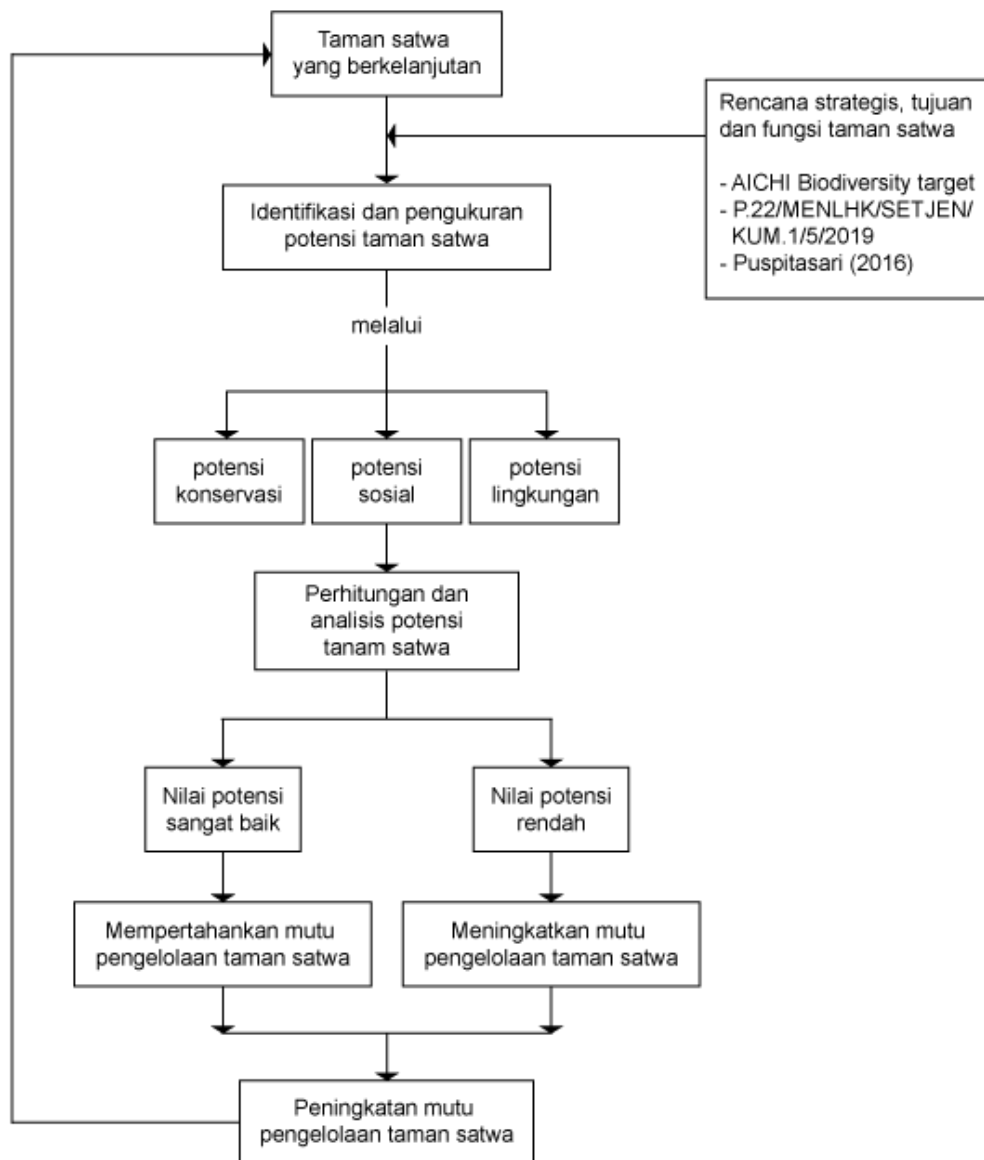 Taman satwa
yang berkelanjutan
Rencana strategis, tujuan
dan fungsi taman satwa
- AICHI Biodiversity target
- P.22/MENLHK/SETJEN/
KUM.1/5/2019
- Puspitasari (2016)
Identifikasi dan pengukuran
potensi taman satwa
melalui
potensi
konservasi
potensi
sosial
potensi
lingkungan
Perhitungan dan
analisis potensi
tanam satwa
Nilai potensi
sangat baik
Nilai potensi
rendah
Mempertahankan mutu
pengelolaan taman satwa
Meningkatkan mutu
pengelolaan taman satwa
Peningkatan mutu
pengelolaan taman satwa